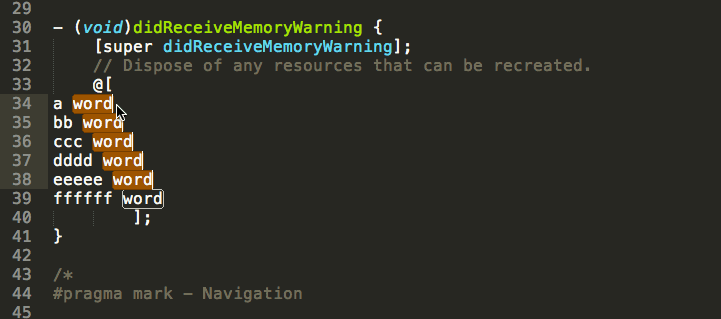 29
30 - (void)didReceiveMemoryWarning {
31 [super didReceiveMemoryWarning];
32 // Dispose of any resources that can be recreated.
33 @[
34 a word
35 bb word
36 ccc word
37 dddd word
38 eeeee word
39 ffffff word
40 ];
41 }
42
43 /*
44 #pragma mark - Navigation
45